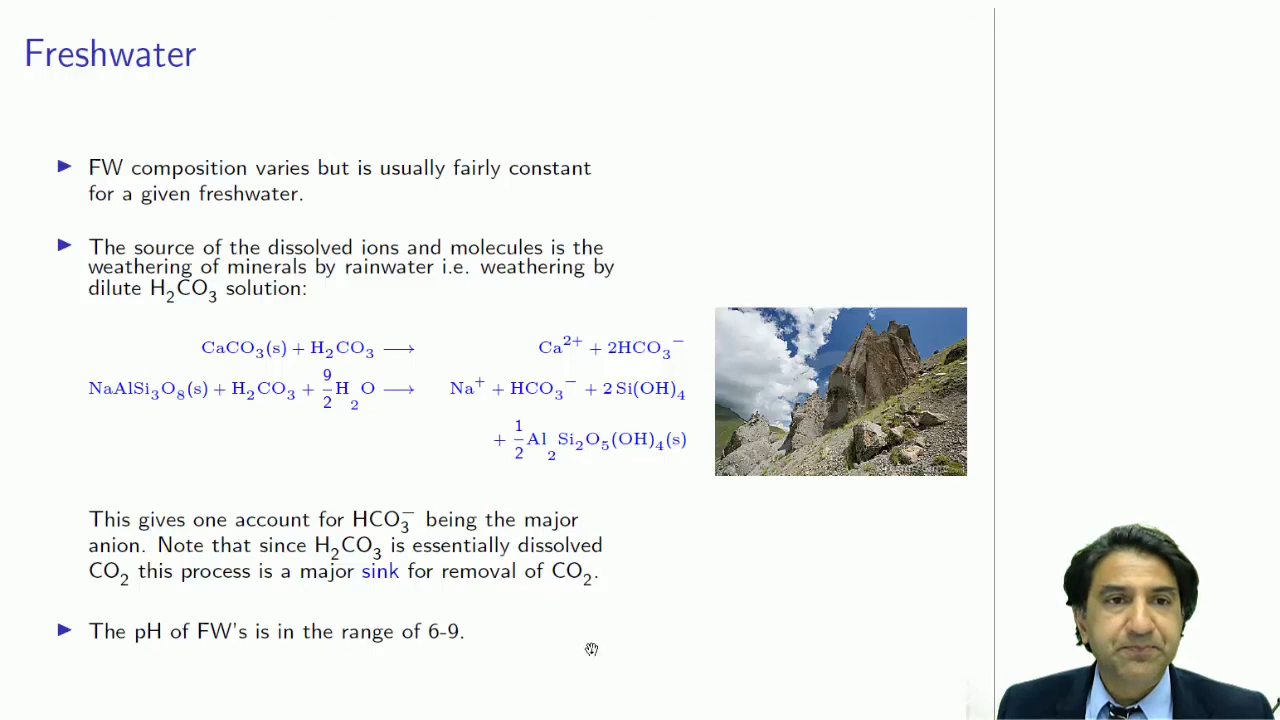 Freshwater
FW composition varies but is usually fairly constant
for a given freshwater.
The source of the dissolved ions and molecules is the
weathering of minerals by rainwater i.e. weathering by
dilute H₂CO₃ solution:
CaCO₃(s) + H₂CO₃ ⟶ Ca²⁺ + 2HCO₃⁻
NaAlSi₃O₈(s) + H₂CO₃ + 9/2 H₂O ⟶ Na⁺ + HCO₃⁻ + 2 Si(OH)₄
+ 1/2 Al₂Si₂O₅(OH)₄(s)
This gives one account for HCO₃⁻ being the major
anion. Note that since H₂CO₃ is essentially dissolved
CO₂ this process is a major sink for removal of CO₂.
The pH of FW's is in the range of 6-9.